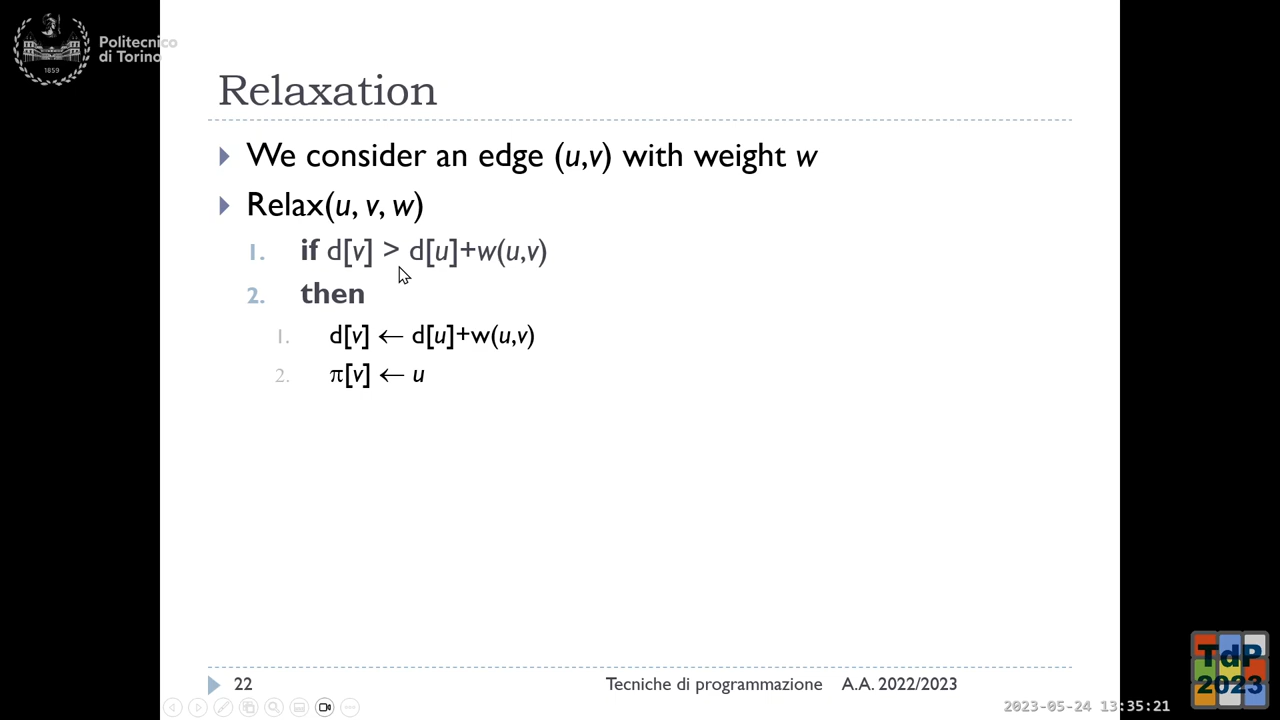 Politecnico
di Torino
1859
Relaxation
We consider an edge (u,v) with weight w
Relax(u, v, w)
1. if d[v] > d[u]+w(u,v)
2. then
1. d[v] ← d[u]+w(u,v)
2. π[v] ← u
22
Tecniche di programmazione A.A. 2022/2023
2023-05-24 13:35:21
TdP
2023